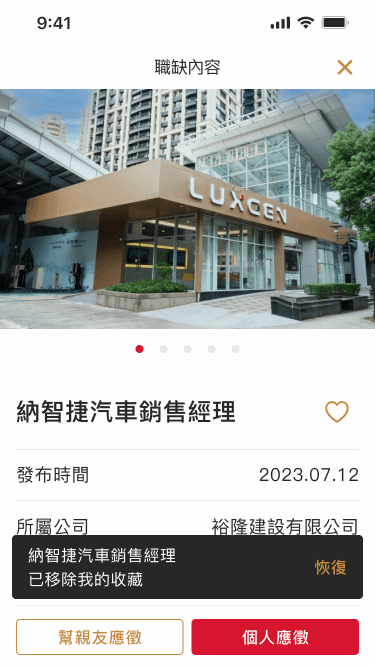 9:41
職缺內容
LUXGEN
納智捷汽車銷售經理
發布時間
2023.07.12
所屬公司
裕隆建設有限公司
納智捷汽車銷售經理
已移除我的收藏
恢復
幫親友應徵
個人應徵